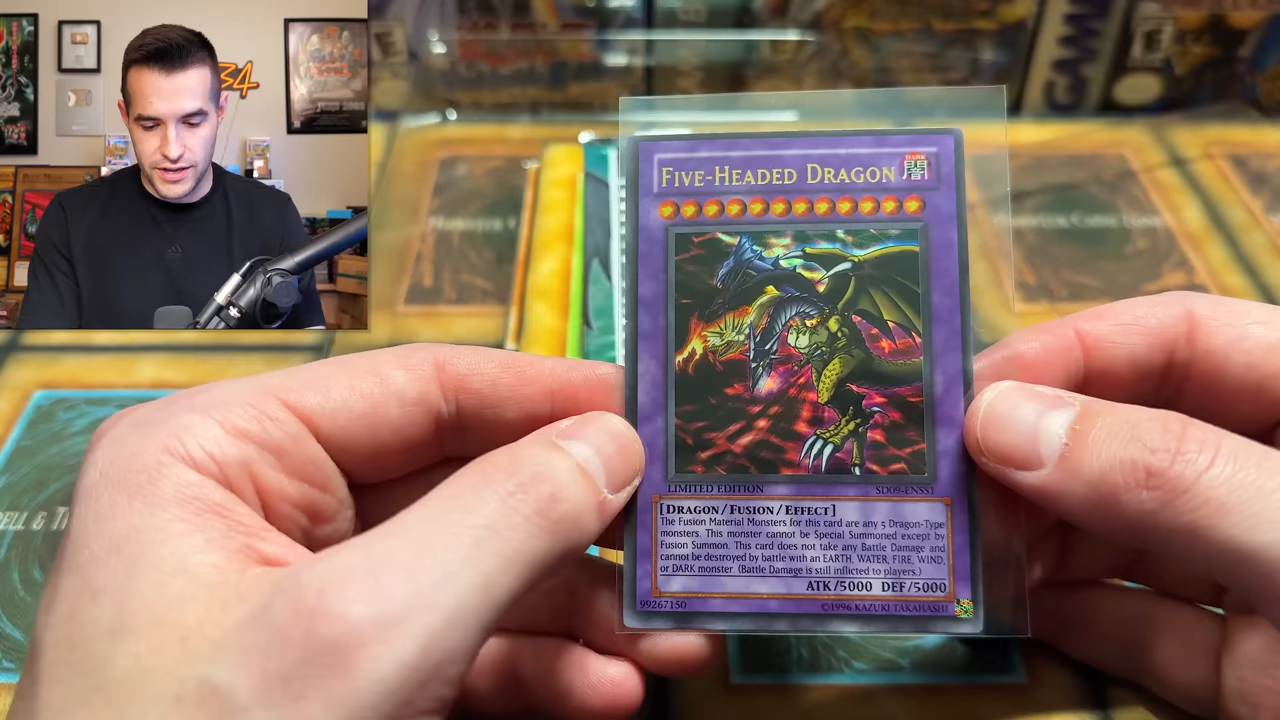 34
FIVE-HEADED DRAGON
DARK
闇
LIMITED EDITION
SD09-ENSS1
[DRAGON/FUSION/EFFECT]
The Fusion Material Monsters for this card are any 5 Dragon-Type
monsters. This monster cannot be Special Summoned except by
Fusion Summon. This card does not take any Battle Damage and
cannot be destroyed by battle with an EARTH, WATER, FIRE, WIND,
or DARK monster. (Battle Damage is still inflicted to players.)
ATK/5000 DEF/5000
99267150
©1996 KAZUKI TAKAHASHI
GAME
E